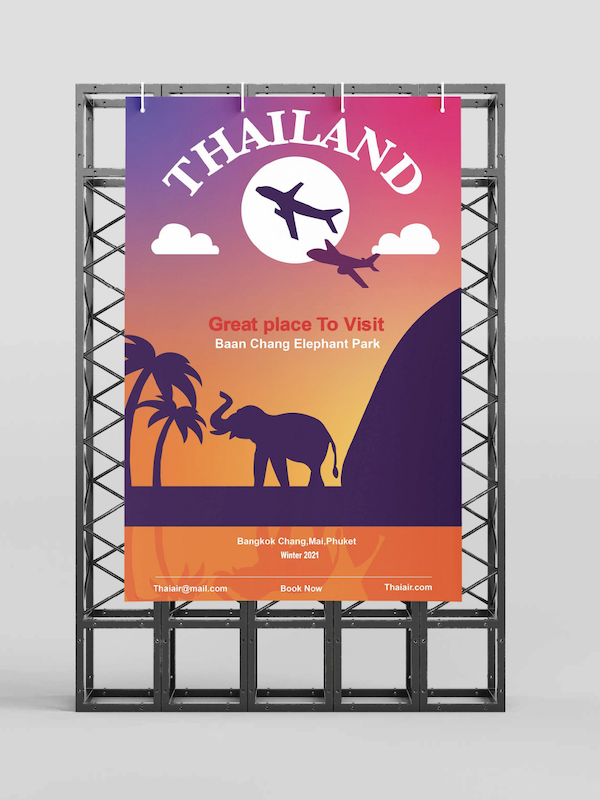 THAILAND
Great place To Visit
Baan Chang Elephant Park
Bangkok Chang,Mai,Phuket
Winter 2021
Thaiair@mail.com Book Now Thaiair.com